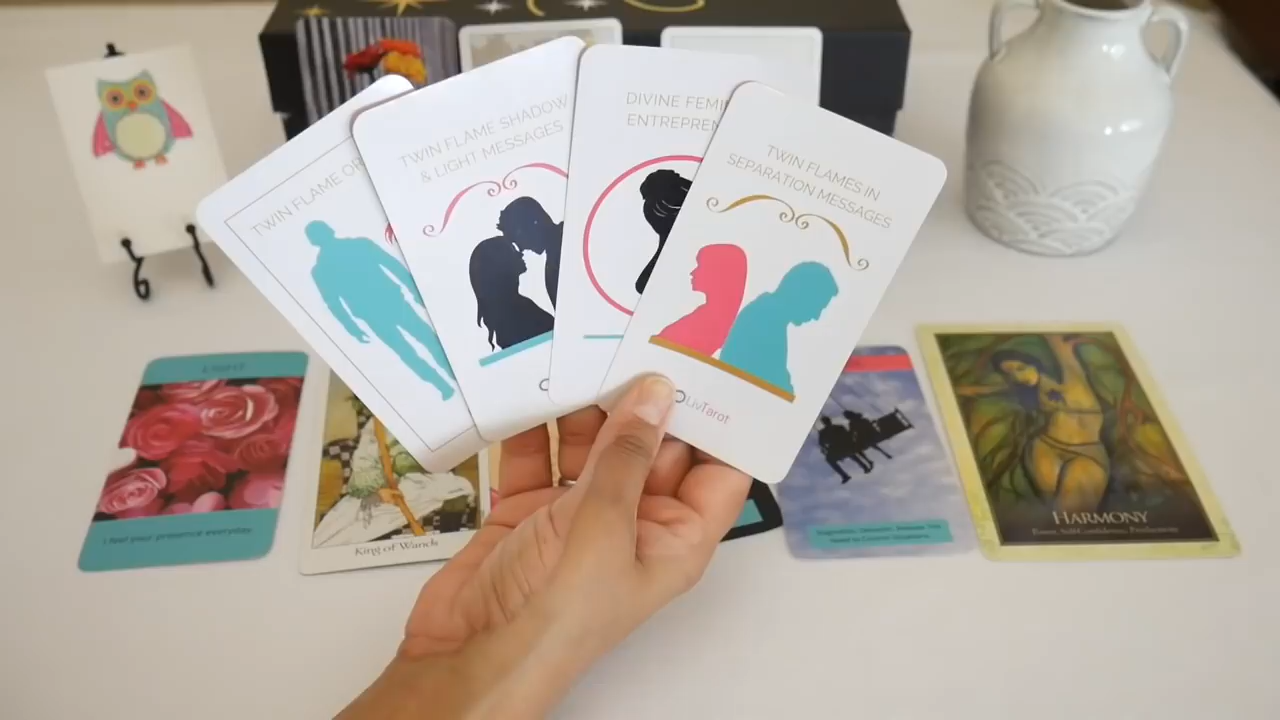 TWIN FLAME OR
TWIN FLAME SHADOW
& LIGHT MESSAGES
DIVINE FEMI
ENTREPREN
TWIN FLAMES IN
SEPARATION MESSAGES
LivTarot
LIGHT
I feel your presence everyday
King of Wands
HARMONY